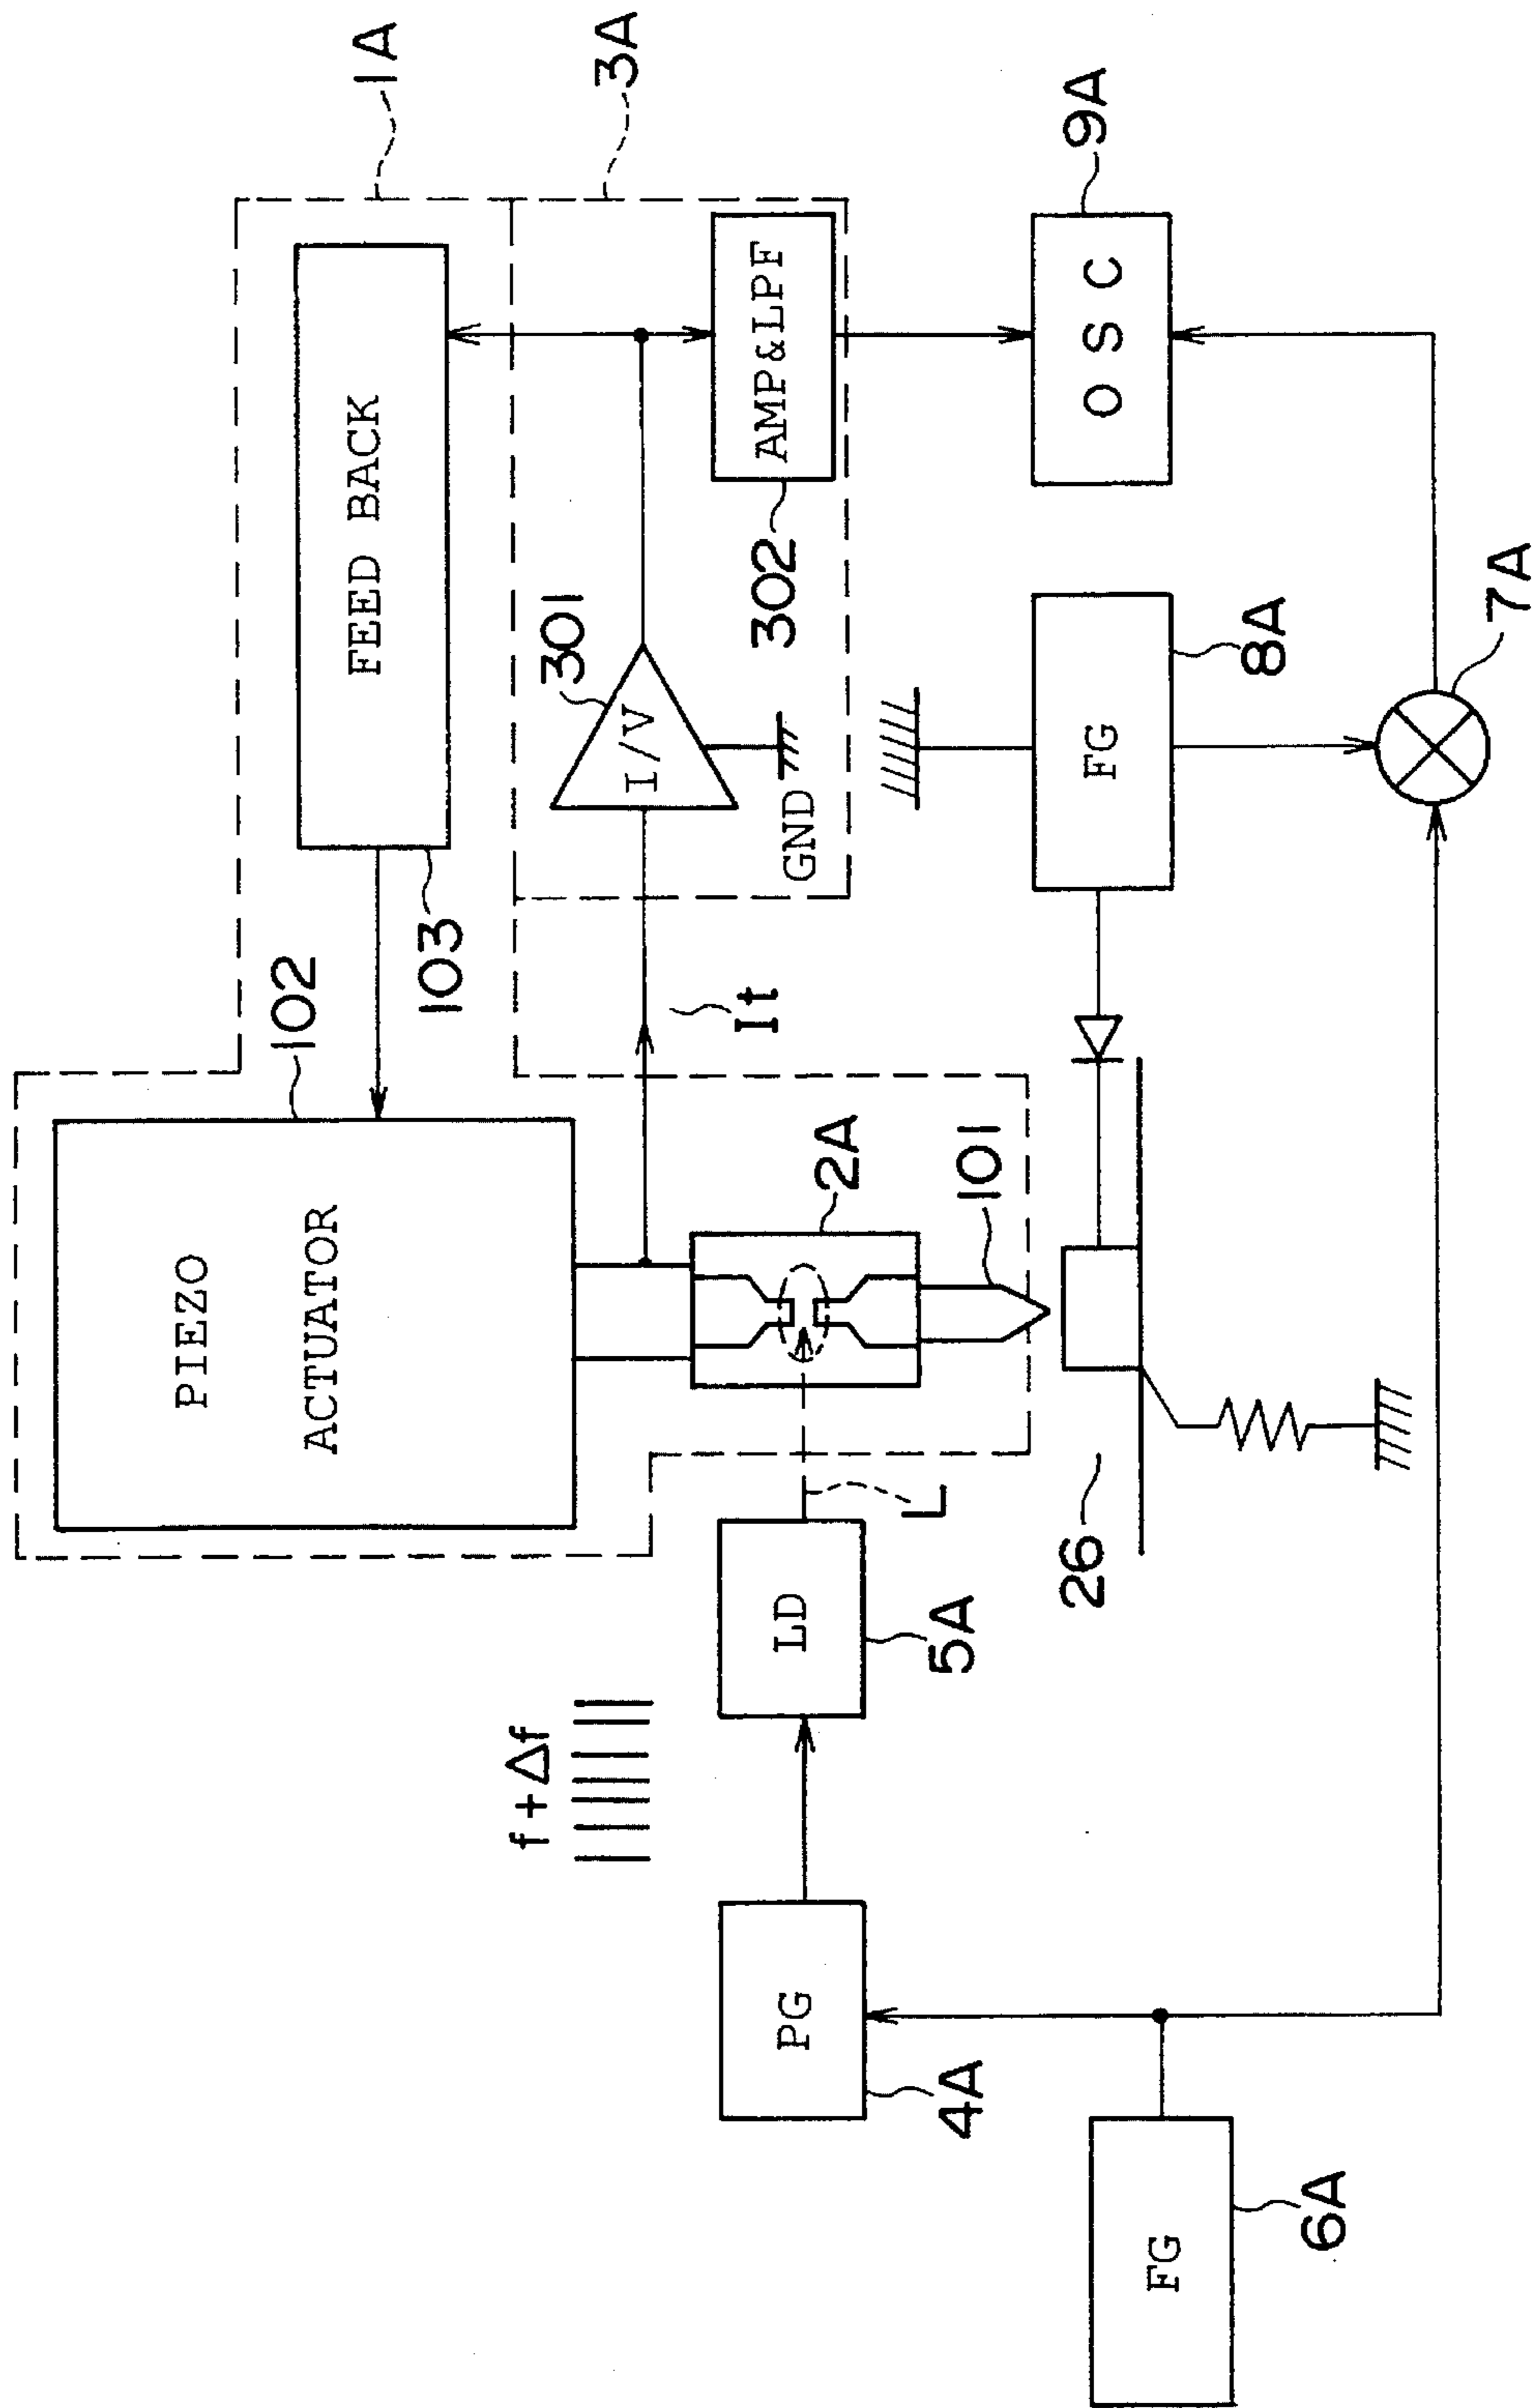 1A
3A
102
PIEZO
ACTUATOR
FEED BACK
103
301
I/V
GND
AMP&LPF
302
It
2A
101
f+Δf
LD
5A
L
PG
4A
26
FG
8A
O S C
9A
7A
FG
6A